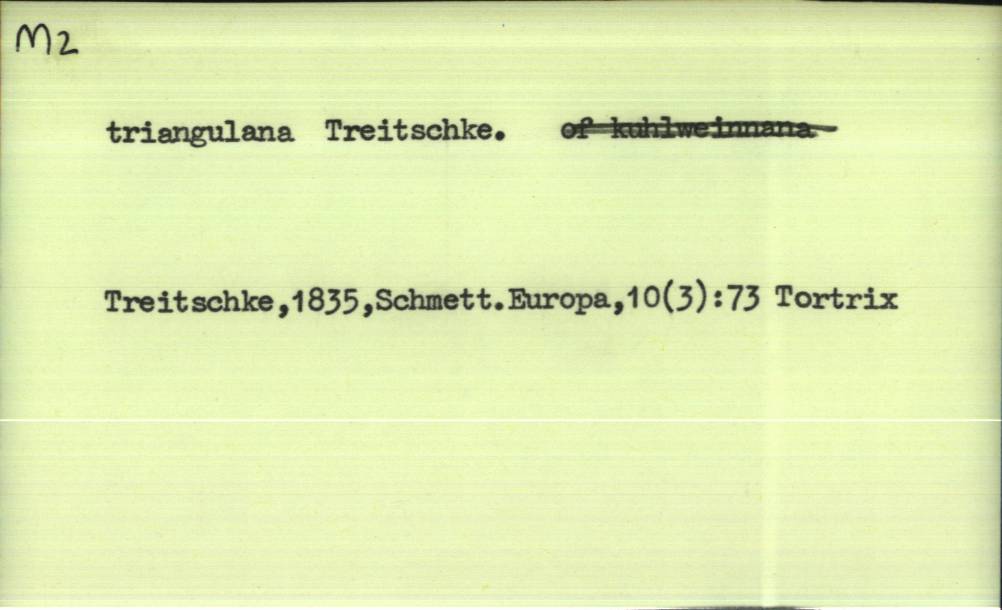 M2
triangulana Treitschke. of kuhlweinnana
Treitschke,1835,Schmett.Europa,10(3):73 Tortrix